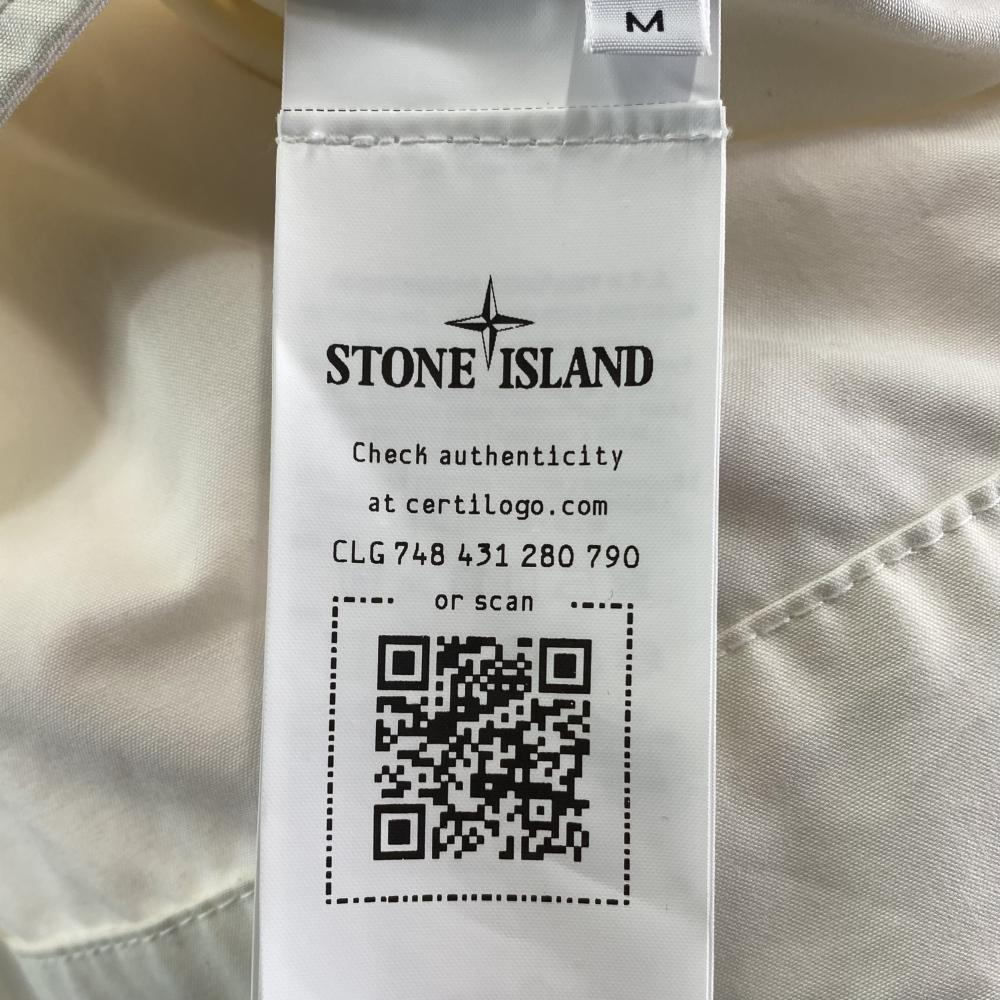 M
STONE ISLAND
Check authenticity
at certilogo.com
CLG 748 431 280 790
or scan